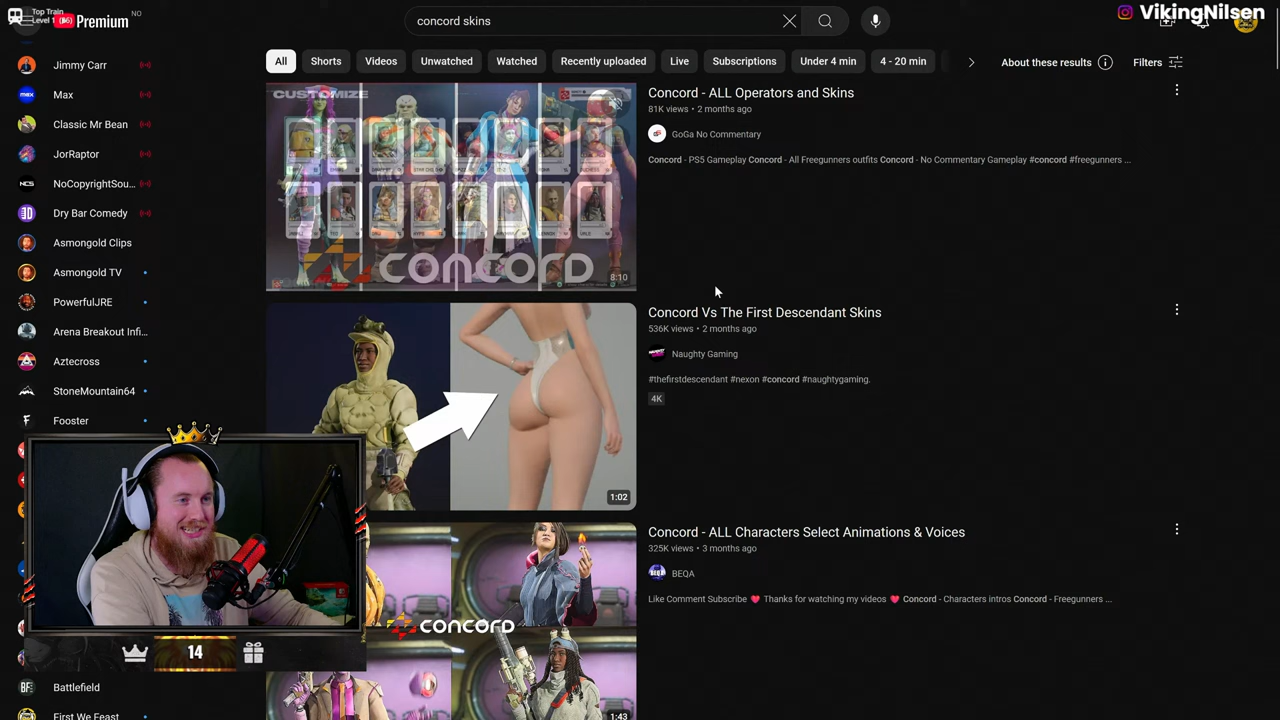 Top Train
Level 1
Premium
NO
concord skins
VikingNilsen
All
Shorts
Videos
Unwatched
Watched
Recently uploaded
Live
Subscriptions
Under 4 min
4 - 20 min
About these results
Filters
Jimmy Carr
Max
Classic Mr Bean
JorRaptor
NoCopyrightSou...
Dry Bar Comedy
Asmongold Clips
Asmongold TV
PowerfulJRE
Arena Breakout Infi...
Aztecross
StoneMountain64
Fooster
Battlefield
First We Feast
CUSTOMIZE
CONCORD
8:10
Concord - ALL Operators and Skins
81K views • 2 months ago
GoGa No Commentary
Concord - PS5 Gameplay Concord - All Freegunners outfits Concord - No Commentary Gameplay #concord #freegunners ...
1:02
Concord Vs The First Descendant Skins
536K views • 2 months ago
Naughty Gaming
#thefirstdescendant #nexon #concord #naughtygaming.
4K
CONCORD
1:43
Concord - ALL Characters Select Animations & Voices
325K views • 3 months ago
BEQA
Like Comment Subscribe ❤ Thanks for watching my videos ❤ Concord - Characters intros Concord - Freegunners ...
14